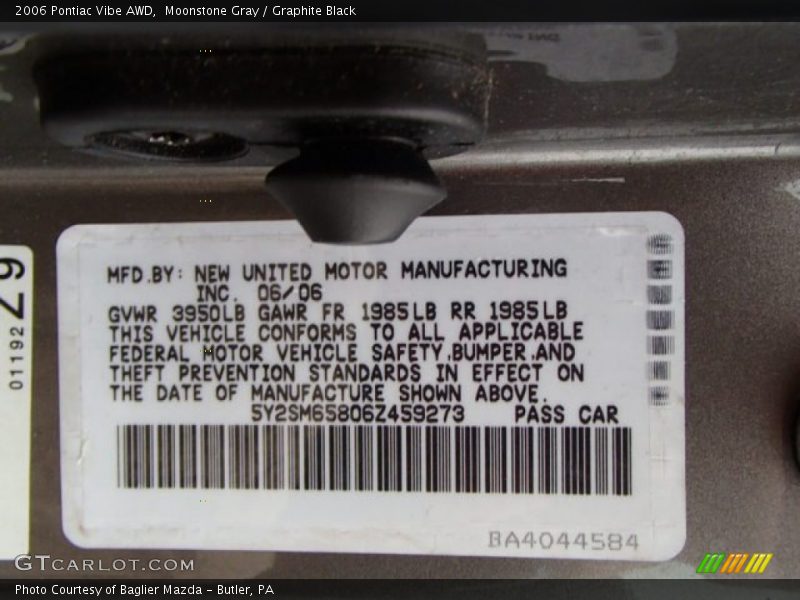 2006 Pontiac Vibe AWD,  Moonstone Gray / Graphite Black
MFD.BY: NEW UNITED MOTOR MANUFACTURING
INC. 06/06
GVWR 3950LB GAWR FR 1985LB RR 1985LB
THIS VEHICLE CONFORMS TO ALL APPLICABLE
FEDERAL MOTOR VEHICLE SAFETY,BUMPER,AND
THEFT PREVENTION STANDARDS IN EFFECT ON
THE DATE OF MANUFACTURE SHOWN ABOVE.
5Y2SM65806Z459273 PASS CAR
BA4044584
01192
GTCARLOT.COM
Photo Courtesy of Baglier Mazda - Butler, PA